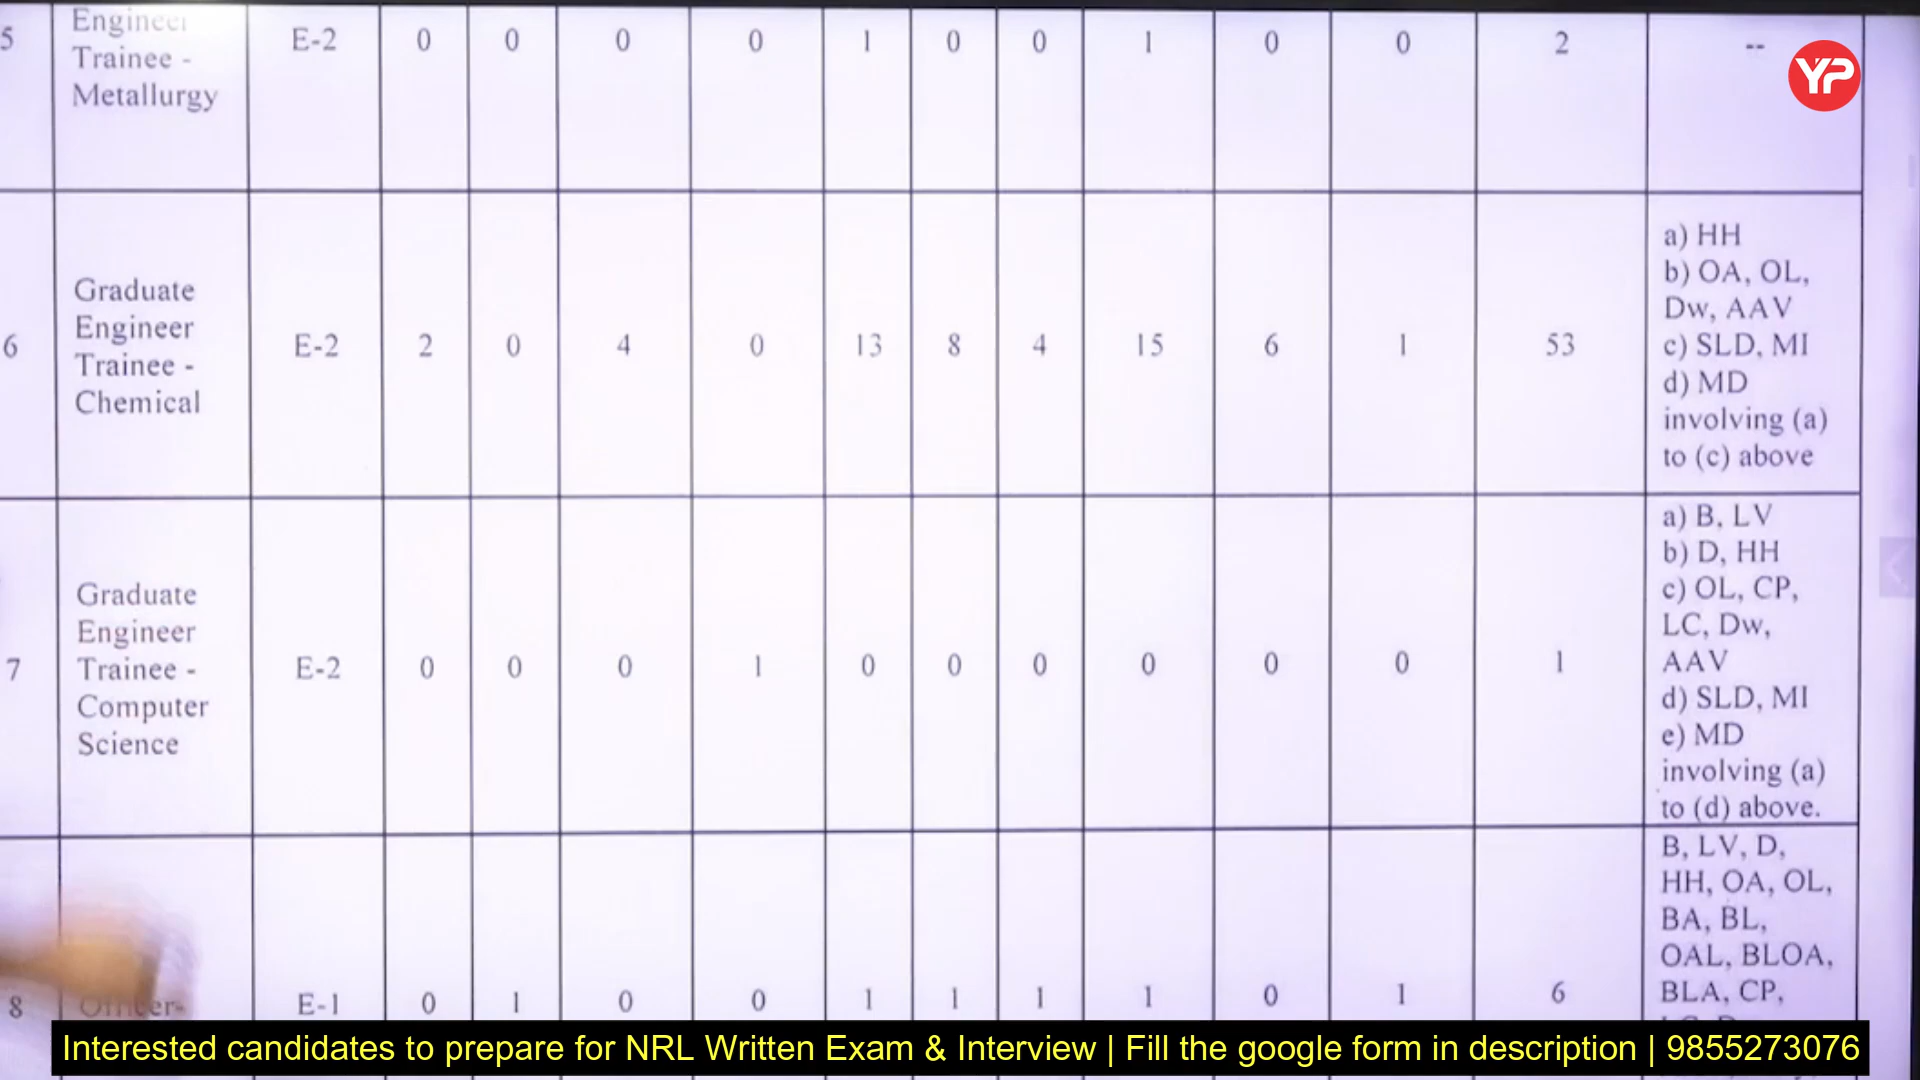 5 Engineer Trainee - Metallurgy E-2 0 0 0 0 1 0 0 1 0 0 2 --
YP
6 Graduate Engineer Trainee - Chemical E-2 2 0 4 0 13 8 4 15 6 1 53 a) HH
b) OA, OL,
Dw, AAV
c) SLD, MI
d) MD
involving (a)
to (c) above
7 Graduate Engineer Trainee - Computer Science E-2 0 0 0 1 0 0 0 0 0 0 1 a) B, LV
b) D, HH
c) OL, CP,
LC, Dw,
AAV
d) SLD, MI
e) MD
involving (a)
to (d) above.
8 Officer- E-1 0 1 0 0 1 1 1 1 0 1 6 B, LV, D,
HH, OA, OL,
BA, BL,
OAL, BLOA,
BLA, CP,
Interested candidates to prepare for NRL Written Exam & Interview | Fill the google form in description | 9855273076